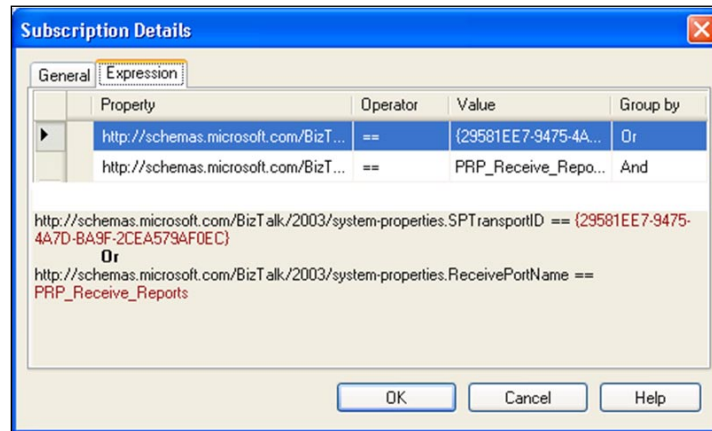 Subscription Details
General Expression
Property Operator Value Group by
http://schemas.microsoft.com/BizT... == {29581EE7-9475-4A... Or
http://schemas.microsoft.com/BizT... == PRP_Receive_Repo... And
http://schemas.microsoft.com/BizTalk/2003/system-properties.SPTransportID == {29581EE7-9475-
4A7D-BA9F-2CEA579AF0EC}
Or
http://schemas.microsoft.com/BizTalk/2003/system-properties.ReceivePortName ==
PRP_Receive_Reports
OK Cancel Help